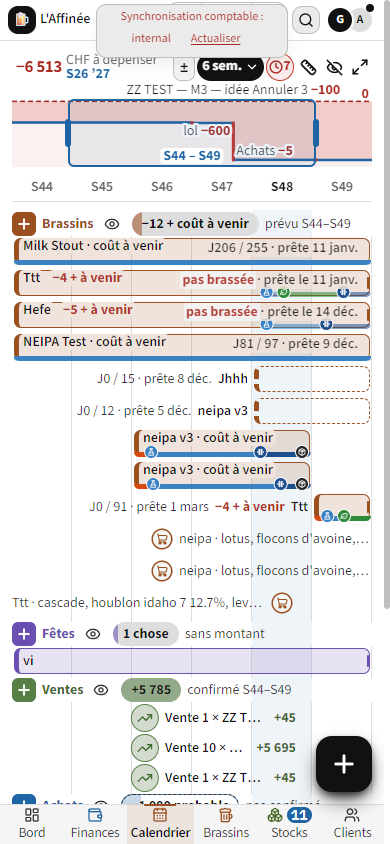 L'Affinée
Synchronisation comptable :
internal Actualiser
G A
−6 513 CHF à dépenser
S26 ’27
± 6 sem. 7
ZZ TEST — M3 — idée Annuler 3 −100
0
lol −600
Achats −5
S44 – S49
S44 S45 S46 S47 S48 S49
Brassins −12 + coût à venir prévu S44–S49
Milk Stout · coût à venir J206 / 255 · prête 11 janv.
Ttt −4 + à venir pas brassée · prête le 11 janv.
Hefe −5 + à venir pas brassée · prête le 14 déc.
NEIPA Test · coût à venir J81 / 97 · prête 9 déc.
J0 / 15 · prête 8 déc. Jhhh
J0 / 12 · prête 5 déc. neipa v3
neipa v3 · coût à venir
neipa v3 · coût à venir
J0 / 91 · prête 1 mars −4 + à venir Ttt
neipa · lotus, flocons d'avoine,…
neipa · lotus, flocons d'avoine,…
Ttt · cascade, houblon idaho 7 12.7%, lev…
Fêtes 1 chose sans montant
vi
Ventes +5 785 confirmé S44–S49
Vente 1 × ZZ T… +45
Vente 10 × … +5 695
Vente 1 × ZZ T… +45
Bord Finances Calendrier Brassins Stocks 11 Clients